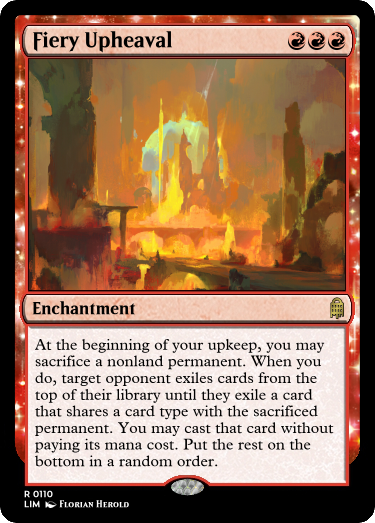 Fiery Upheaval
Enchantment
At the beginning of your upkeep, you may
sacrifice a nonland permanent. When you
do, target opponent exiles cards from the
top of their library until they exile a card
that shares a card type with the sacrificed
permanent. You may cast that card without
paying its mana cost. Put the rest on the
bottom in a random order.
R 0110
LIM Florian Herold